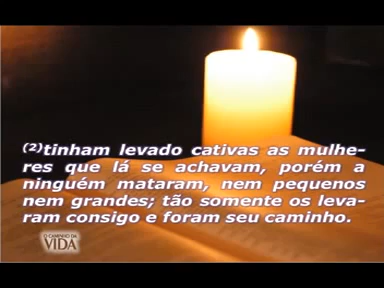 (2)tinham levado cativas as mulhe-
res que lá se achavam, porém a
ninguém mataram, nem pequenos
nem grandes; tão somente os leva-
ram consigo e foram seu caminho.
O CAMINHO DA
VIDA